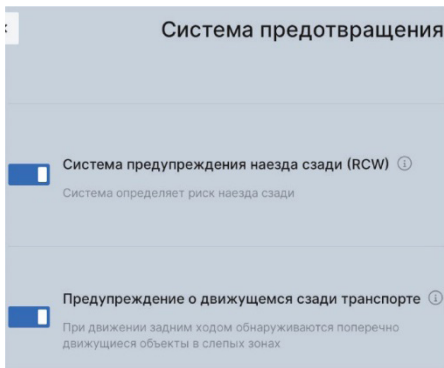 Система предотвращения
Система предупреждения наезда сзади (RCW)
Система определяет риск наезда сзади
Предупреждение о движущемся сзади транспорте
При движении задним ходом обнаруживаются поперечно
движущиеся объекты в слепых зонах